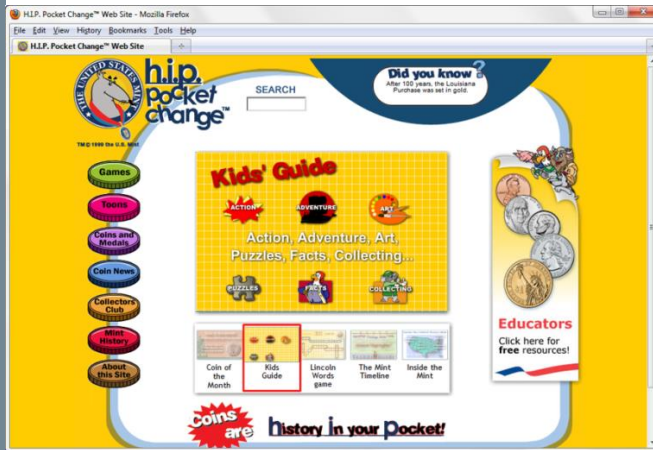 H.I.P. Pocket Change™ Web Site - Mozilla Firefox
File Edit View History Bookmarks Tools Help
H.I.P. Pocket Change™ Web Site
THE UNITED STATES MINT
h.i.p.
pocket
change™
TM © 1999 the U.S. Mint
SEARCH
Did you know?
After 100 years, the Louisiana
Purchase was set in gold.
Games
Toons
Coins and
Medals
Coin News
Collectors
Club
Mint
History
About
this Site
Kids' Guide
ACTION
ADVENTURE
ART
Action, Adventure, Art,
Puzzles, Facts, Collecting...
PUZZLES
FACTS
COLLECTING
Coin of
the
Month
Kids
Guide
Lincoln
Words
game
The Mint
Timeline
Inside the
Mint
Educators
Click here for
free resources!
Coins
are
history in your pocket!